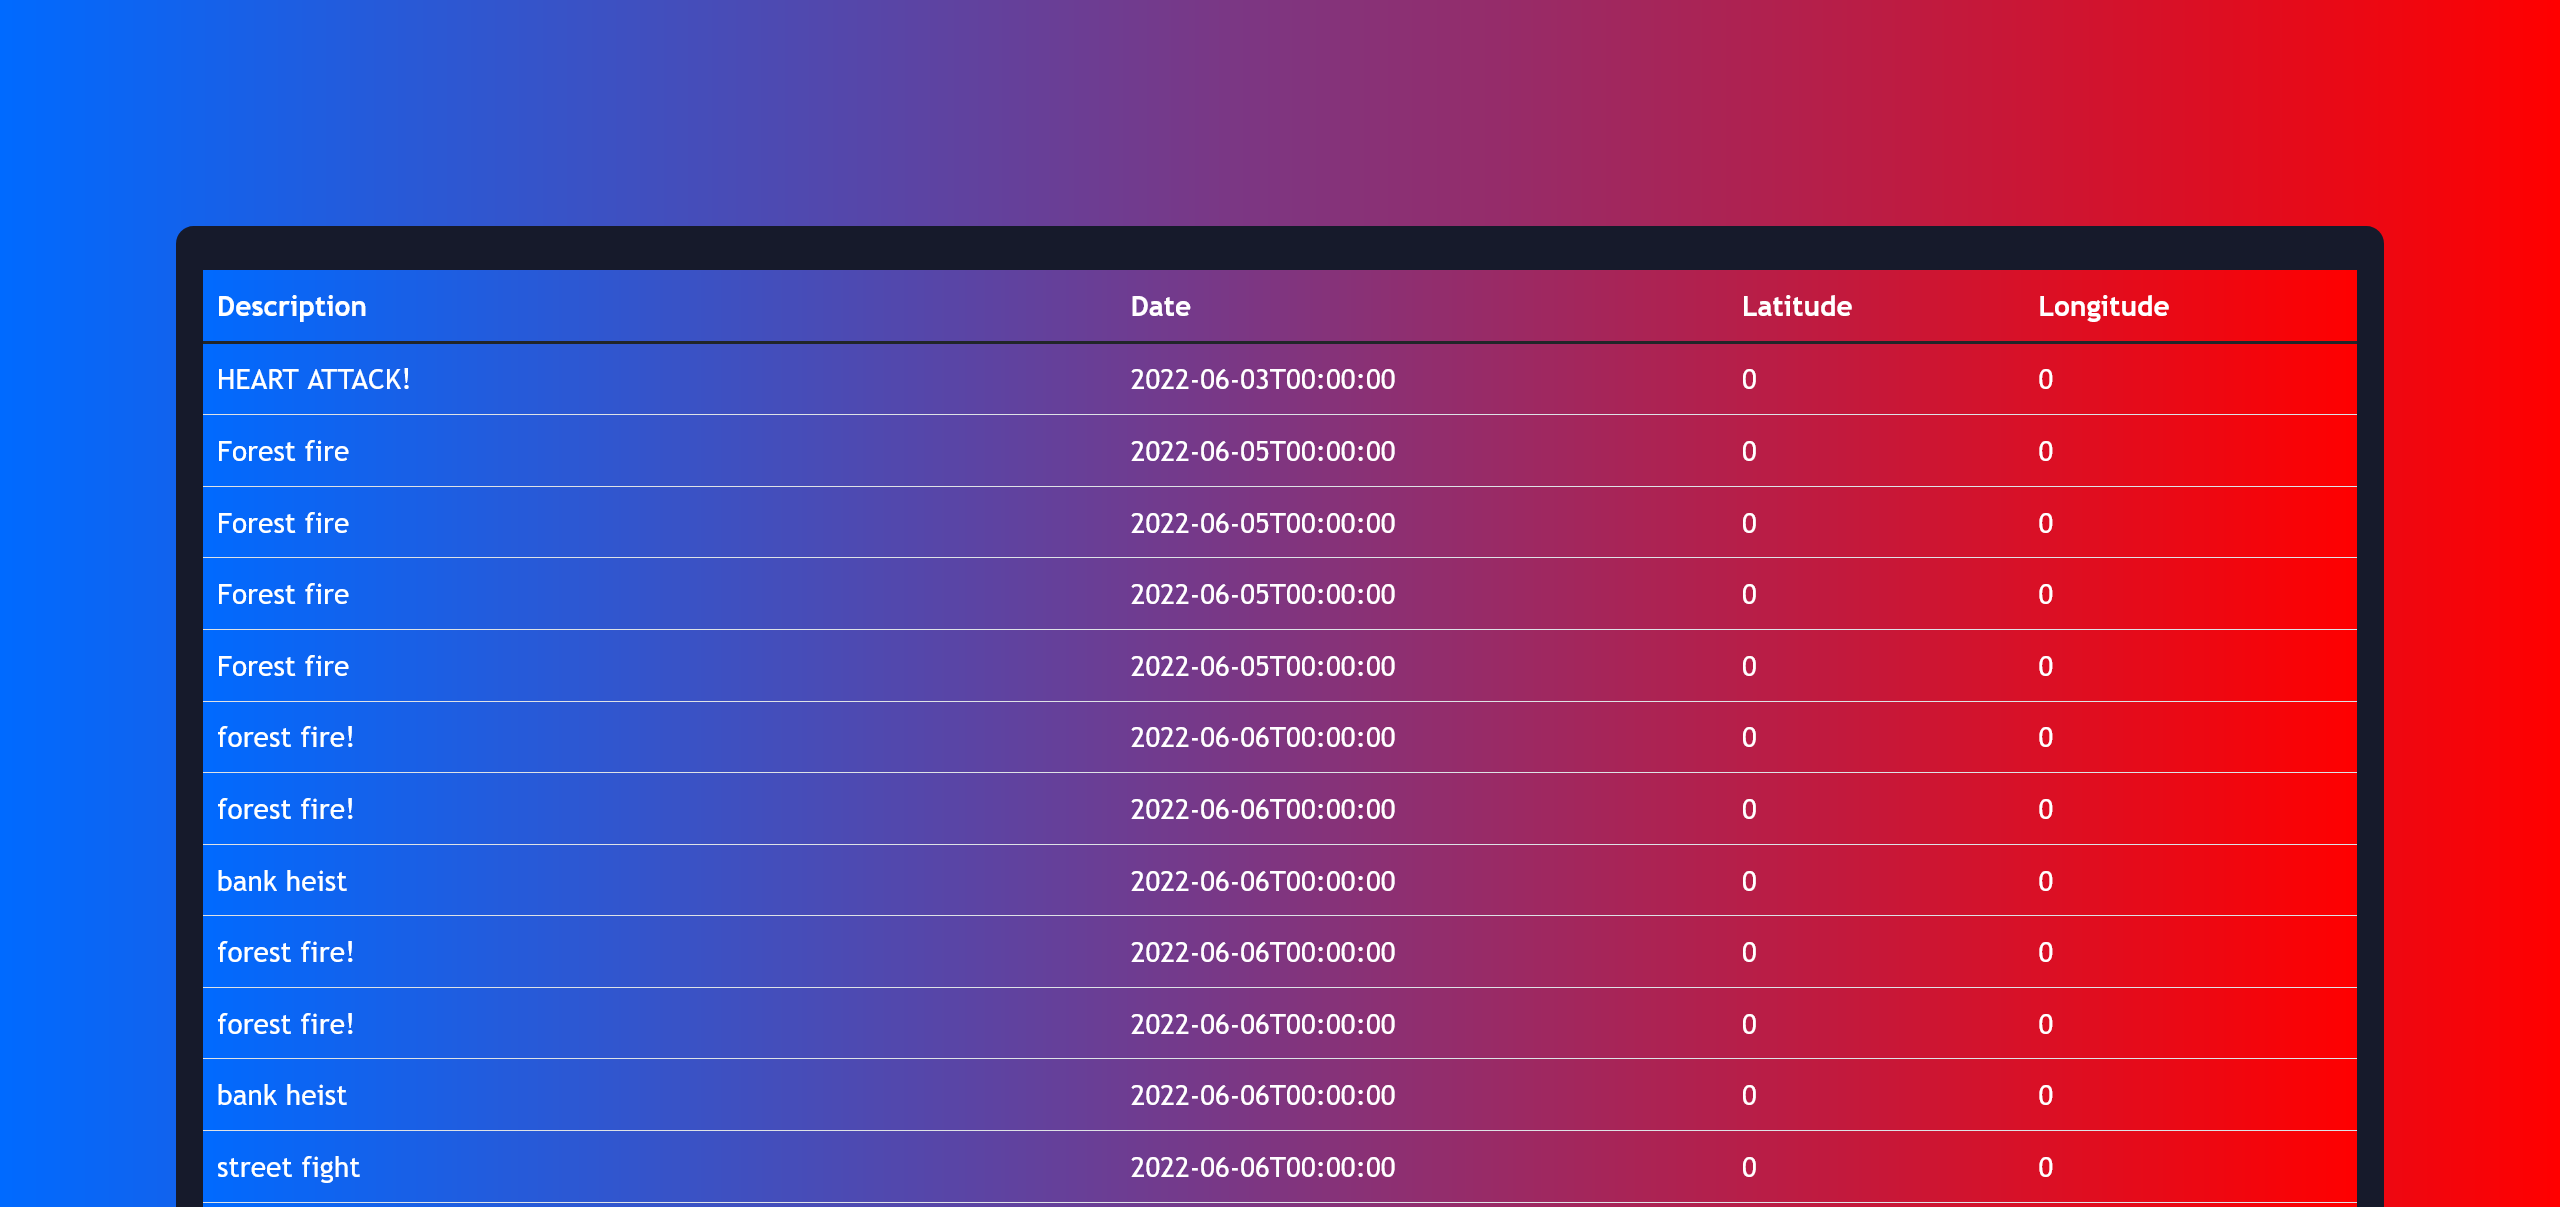 Description Date Latitude Longitude
HEART ATTACK! 2022-06-03T00:00:00 0 0
Forest fire 2022-06-05T00:00:00 0 0
Forest fire 2022-06-05T00:00:00 0 0
Forest fire 2022-06-05T00:00:00 0 0
Forest fire 2022-06-05T00:00:00 0 0
forest fire! 2022-06-06T00:00:00 0 0
forest fire! 2022-06-06T00:00:00 0 0
bank heist 2022-06-06T00:00:00 0 0
forest fire! 2022-06-06T00:00:00 0 0
forest fire! 2022-06-06T00:00:00 0 0
bank heist 2022-06-06T00:00:00 0 0
street fight 2022-06-06T00:00:00 0 0